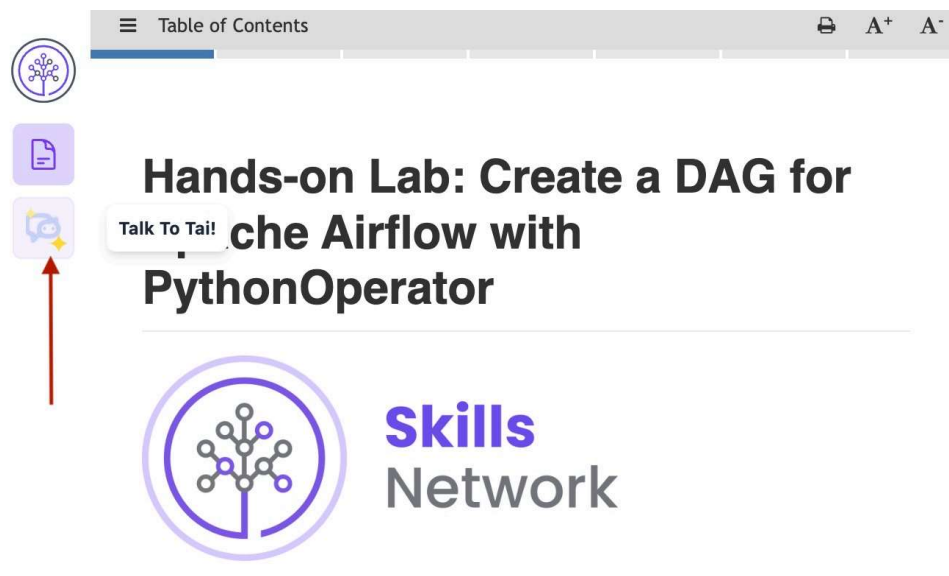 Table of Contents
A+ A-
Hands-on Lab: Create a DAG for
Talk To Tai!
che Airflow with
PythonOperator
Skills
Network